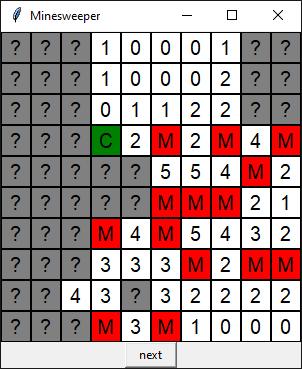 Minesweeper
? ? ? 1 0 0 0 1 ? ?
? ? ? 1 0 0 0 2 ? ?
? ? ? 0 1 1 2 2 ? ?
? ? ? C 2 M 2 M 4 M
? ? ? ? ? 5 5 4 M 2
? ? ? ? ? M M M 2 1
? ? ? M 4 M 5 4 3 2
? ? ? 3 3 3 M 2 M M
? ? 4 3 ? 3 2 2 2 2
? ? ? M 3 M 1 0 0 0
next